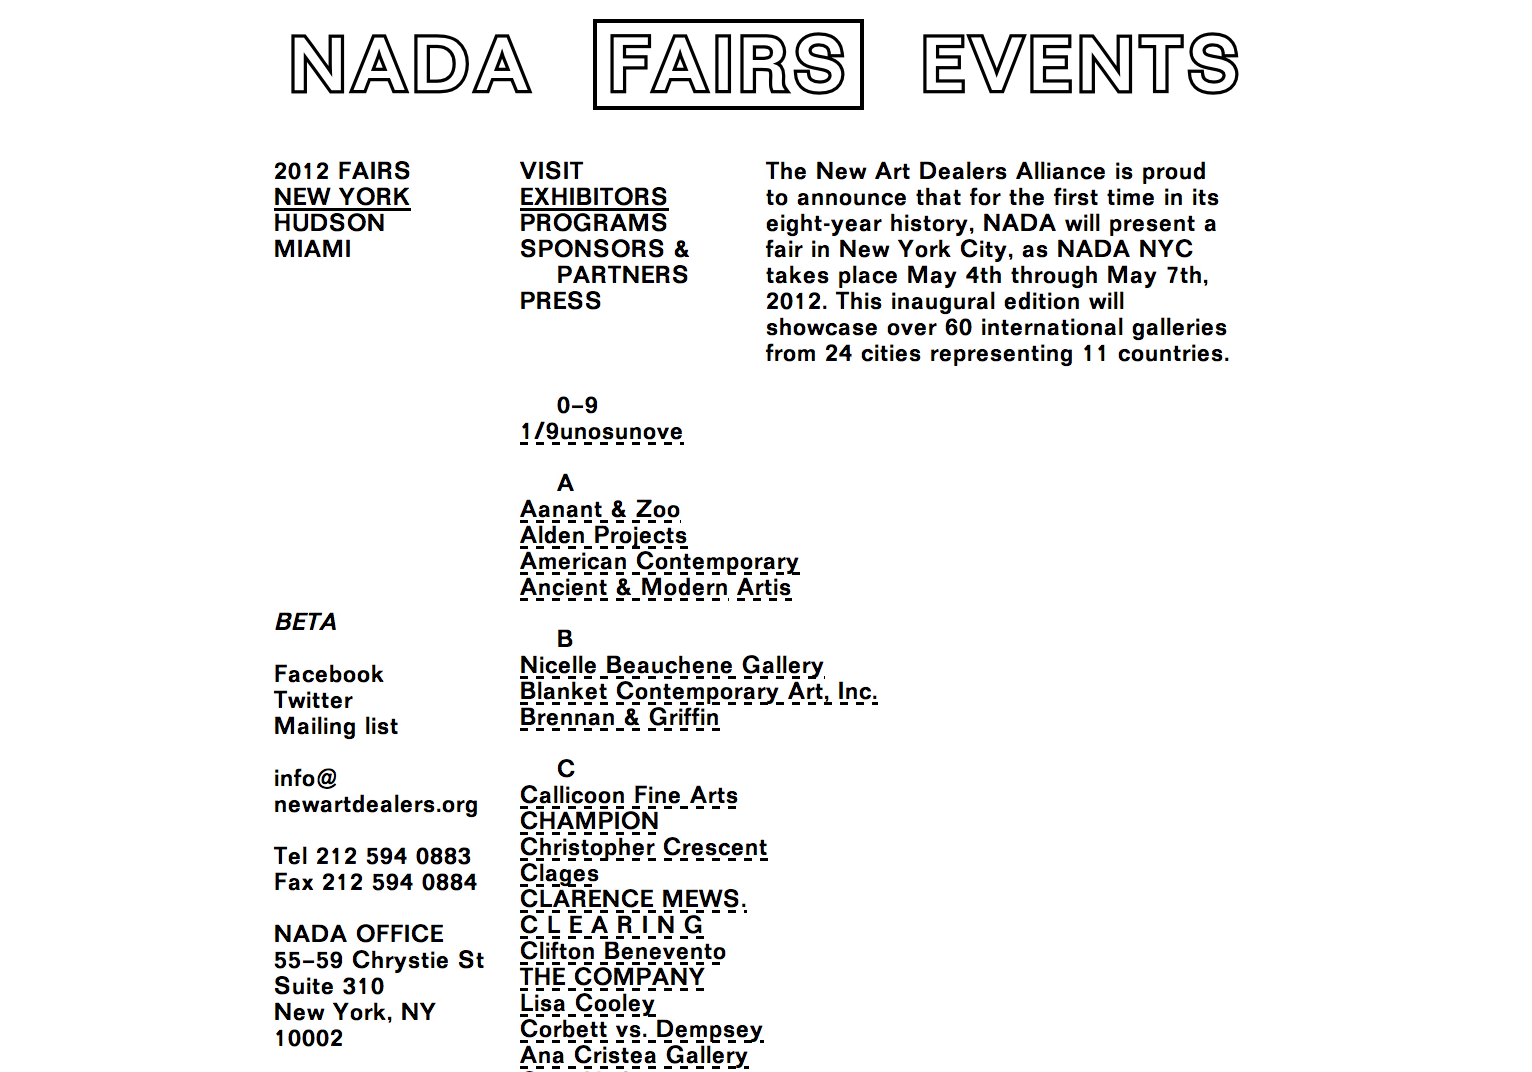 NADA FAIRS EVENTS
2012 FAIRS
NEW YORK
HUDSON
MIAMI
VISIT
EXHIBITORS
PROGRAMS
SPONSORS &
PARTNERS
PRESS
The New Art Dealers Alliance is proud
to announce that for the first time in its
eight-year history, NADA will present a
fair in New York City, as NADA NYC
takes place May 4th through May 7th,
2012. This inaugural edition will
showcase over 60 international galleries
from 24 cities representing 11 countries.
0–9
1/9unosunove
A
Aanant & Zoo
Alden Projects
American Contemporary
Ancient & Modern Artis
B
Nicelle Beauchene Gallery
Blanket Contemporary Art, Inc.
Brennan & Griffin
C
Callicoon Fine Arts
CHAMPION
Christopher Crescent
Clages
CLARENCE MEWS.
C L E A R I N G
Clifton Benevento
THE COMPANY
Lisa Cooley
Corbett vs. Dempsey
Ana Cristea Gallery
BETA
Facebook
Twitter
Mailing list
info@
newartdealers.org
Tel 212 594 0883
Fax 212 594 0884
NADA OFFICE
55–59 Chrystie St
Suite 310
New York, NY
10002